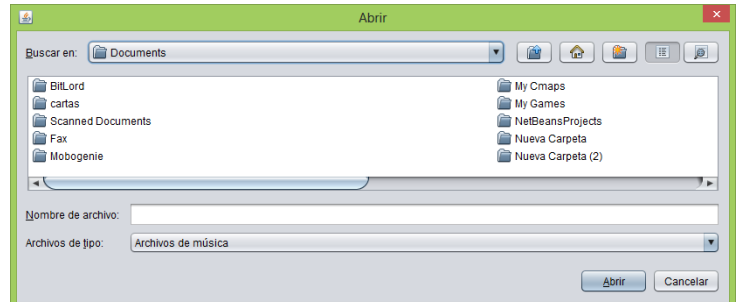 Abrir
Buscar en: Documents
BitLord
cartas
Scanned Documents
Fax
Mobogenie
My Cmaps
My Games
NetBeansProjects
Nueva Carpeta
Nueva Carpeta (2)
Nombre de archivo:
Archivos de tipo: Archivos de música
Abrir Cancelar